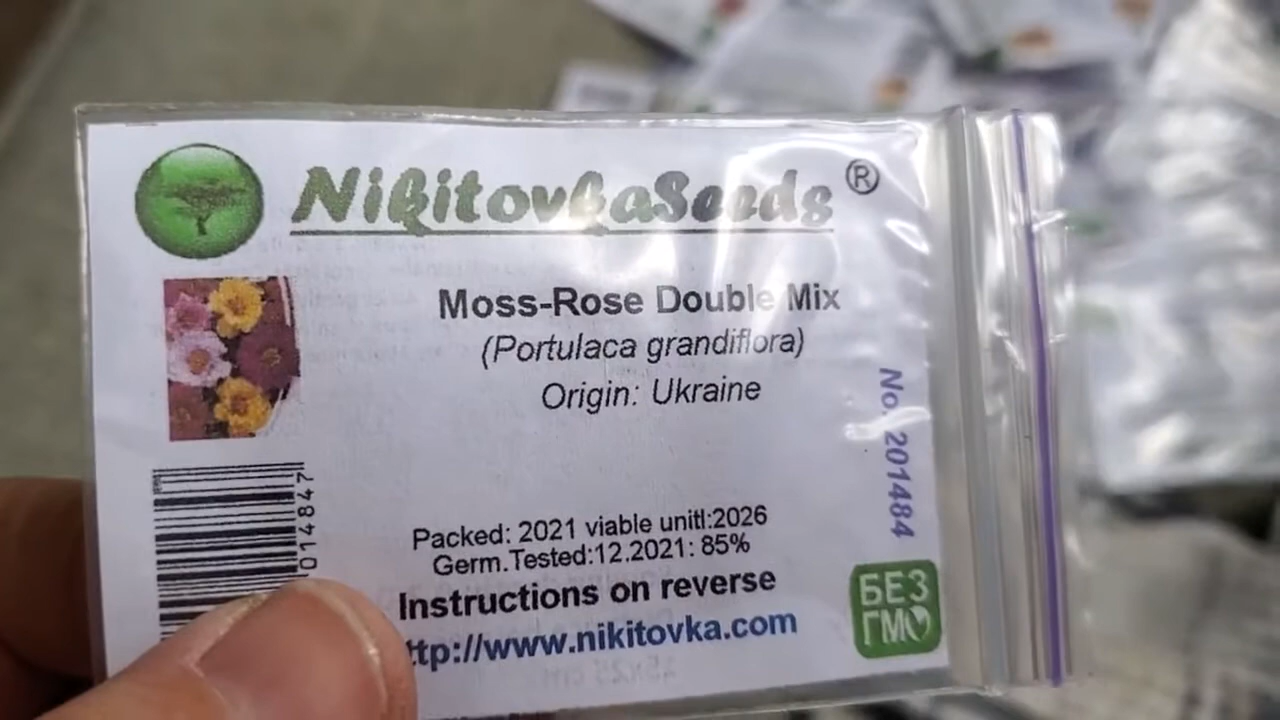 NikitovkaSeeds®
Moss-Rose Double Mix
(Portulaca grandiflora)
Origin: Ukraine
No. 201484
014847
Packed: 2021 viable unitl:2026
Germ.Tested:12.2021: 85%
Instructions on reverse
ttp://www.nikitovka.com
БЕЗ
ГМО